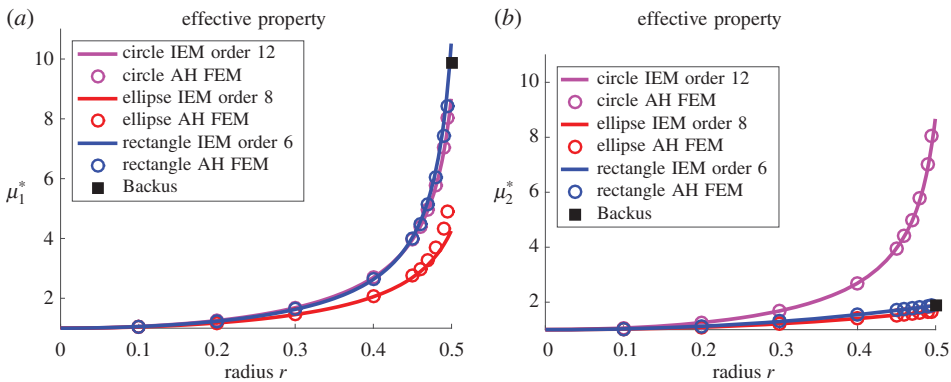 (a) effective property
10
8
6
4
2
μ₁*
circle IEM order 12
circle AH FEM
ellipse IEM order 8
ellipse AH FEM
rectangle IEM order 6
rectangle AH FEM
Backus
0 0.1 0.2 0.3 0.4 0.5
radius r
(b) effective property
10
8
6
4
2
μ₂*
circle IEM order 12
circle AH FEM
ellipse IEM order 8
ellipse AH FEM
rectangle IEM order 6
rectangle AH FEM
Backus
0 0.1 0.2 0.3 0.4 0.5
radius r